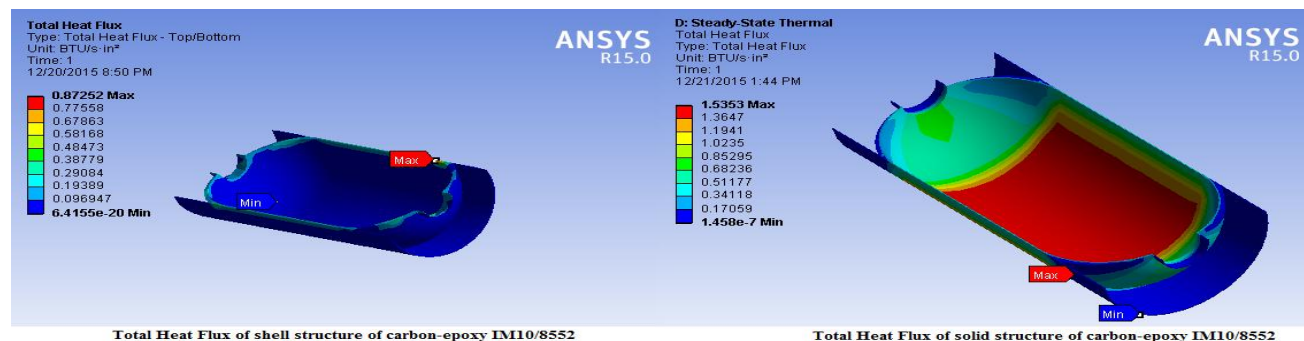 Total Heat Flux
Type: Total Heat Flux - Top/Bottom
Unit: BTU/s·in²
Time: 1
12/20/2015 8:50 PM
0.87252 Max
0.77558
0.67863
0.58168
0.48473
0.38779
0.29084
0.19389
0.096947
6.4155e-20 Min
ANSYS
R15.0
Max
Min
Total Heat Flux of shell structure of carbon-epoxy IM10/8552
D: Steady-State Thermal
Total Heat Flux
Type: Total Heat Flux
Unit: BTU/s·in²
Time: 1
12/21/2015 1:44 PM
1.5353 Max
1.3647
1.1941
1.0235
0.85295
0.68236
0.51177
0.34118
0.17059
1.458e-7 Min
ANSYS
R15.0
Max
Min
Total Heat Flux of solid structure of carbon-epoxy IM10/8552